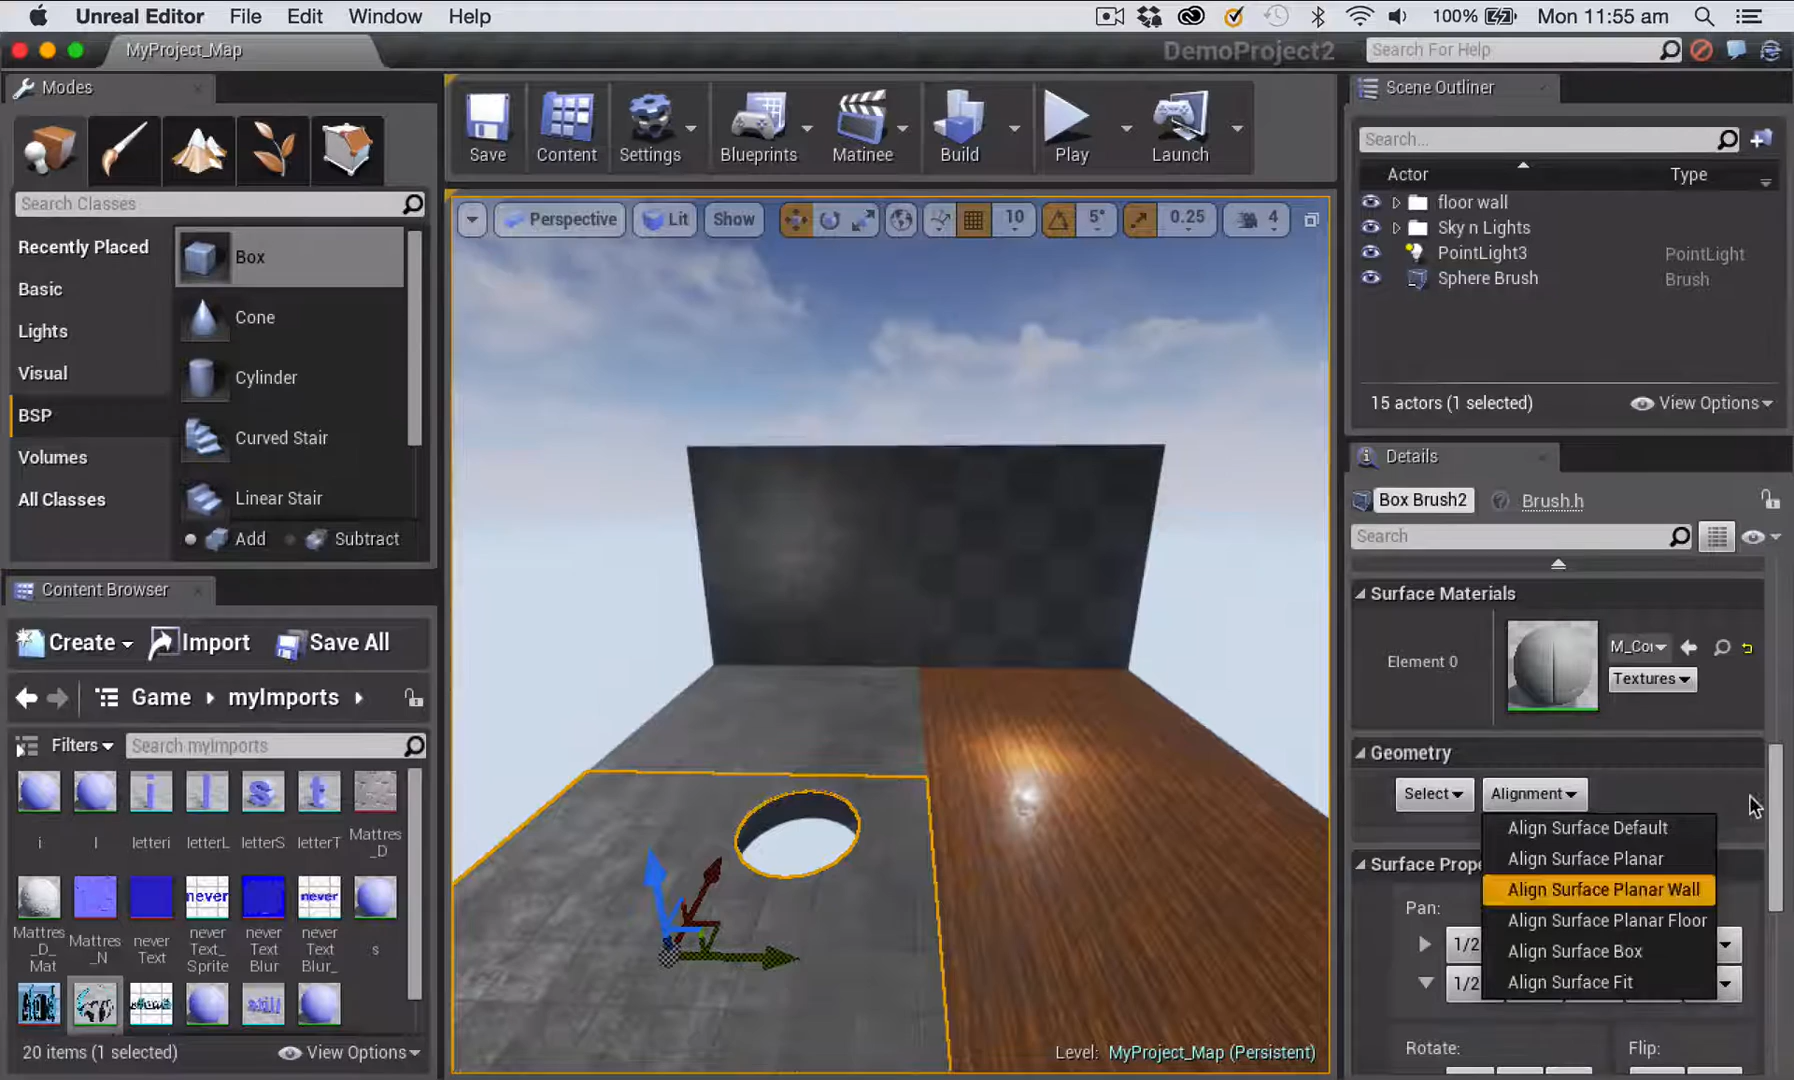 Unreal Editor File Edit Window Help
100% Mon 11:55 am
MyProject_Map
DemoProject2
Search For Help
Modes
Search Classes
Recently Placed
Basic
Lights
Visual
BSP
Volumes
All Classes
Box
Cone
Cylinder
Curved Stair
Linear Stair
Add Subtract
Save Content Settings Blueprints Matinee Build Play Launch
Perspective Lit Show 10 5° 0.25 4
Level: MyProject_Map (Persistent)
Content Browser
Create Import Save All
Game myImports
Filters Search myImports
i l letteri letterL letterS letterT Mattres
_D
never never never
Mattres Mattres never never never never s
_D_ _N Text Text_ Text Text
Mat Sprite Blur Blur_
still
20 items (1 selected) View Options
Scene Outliner
Search...
Actor Type
floor wall
Sky n Lights
PointLight3 PointLight
Sphere Brush Brush
15 actors (1 selected) View Options
Details
Box Brush2 Brush.h
Search
Surface Materials
Element 0
M_Co
Textures
Geometry
Select Alignment
Align Surface Default
Align Surface Planar
Align Surface Planar Wall
Align Surface Planar Floor
Align Surface Box
Align Surface Fit
Surface Prope
Pan:
1/2
1/2
Rotate: Flip: